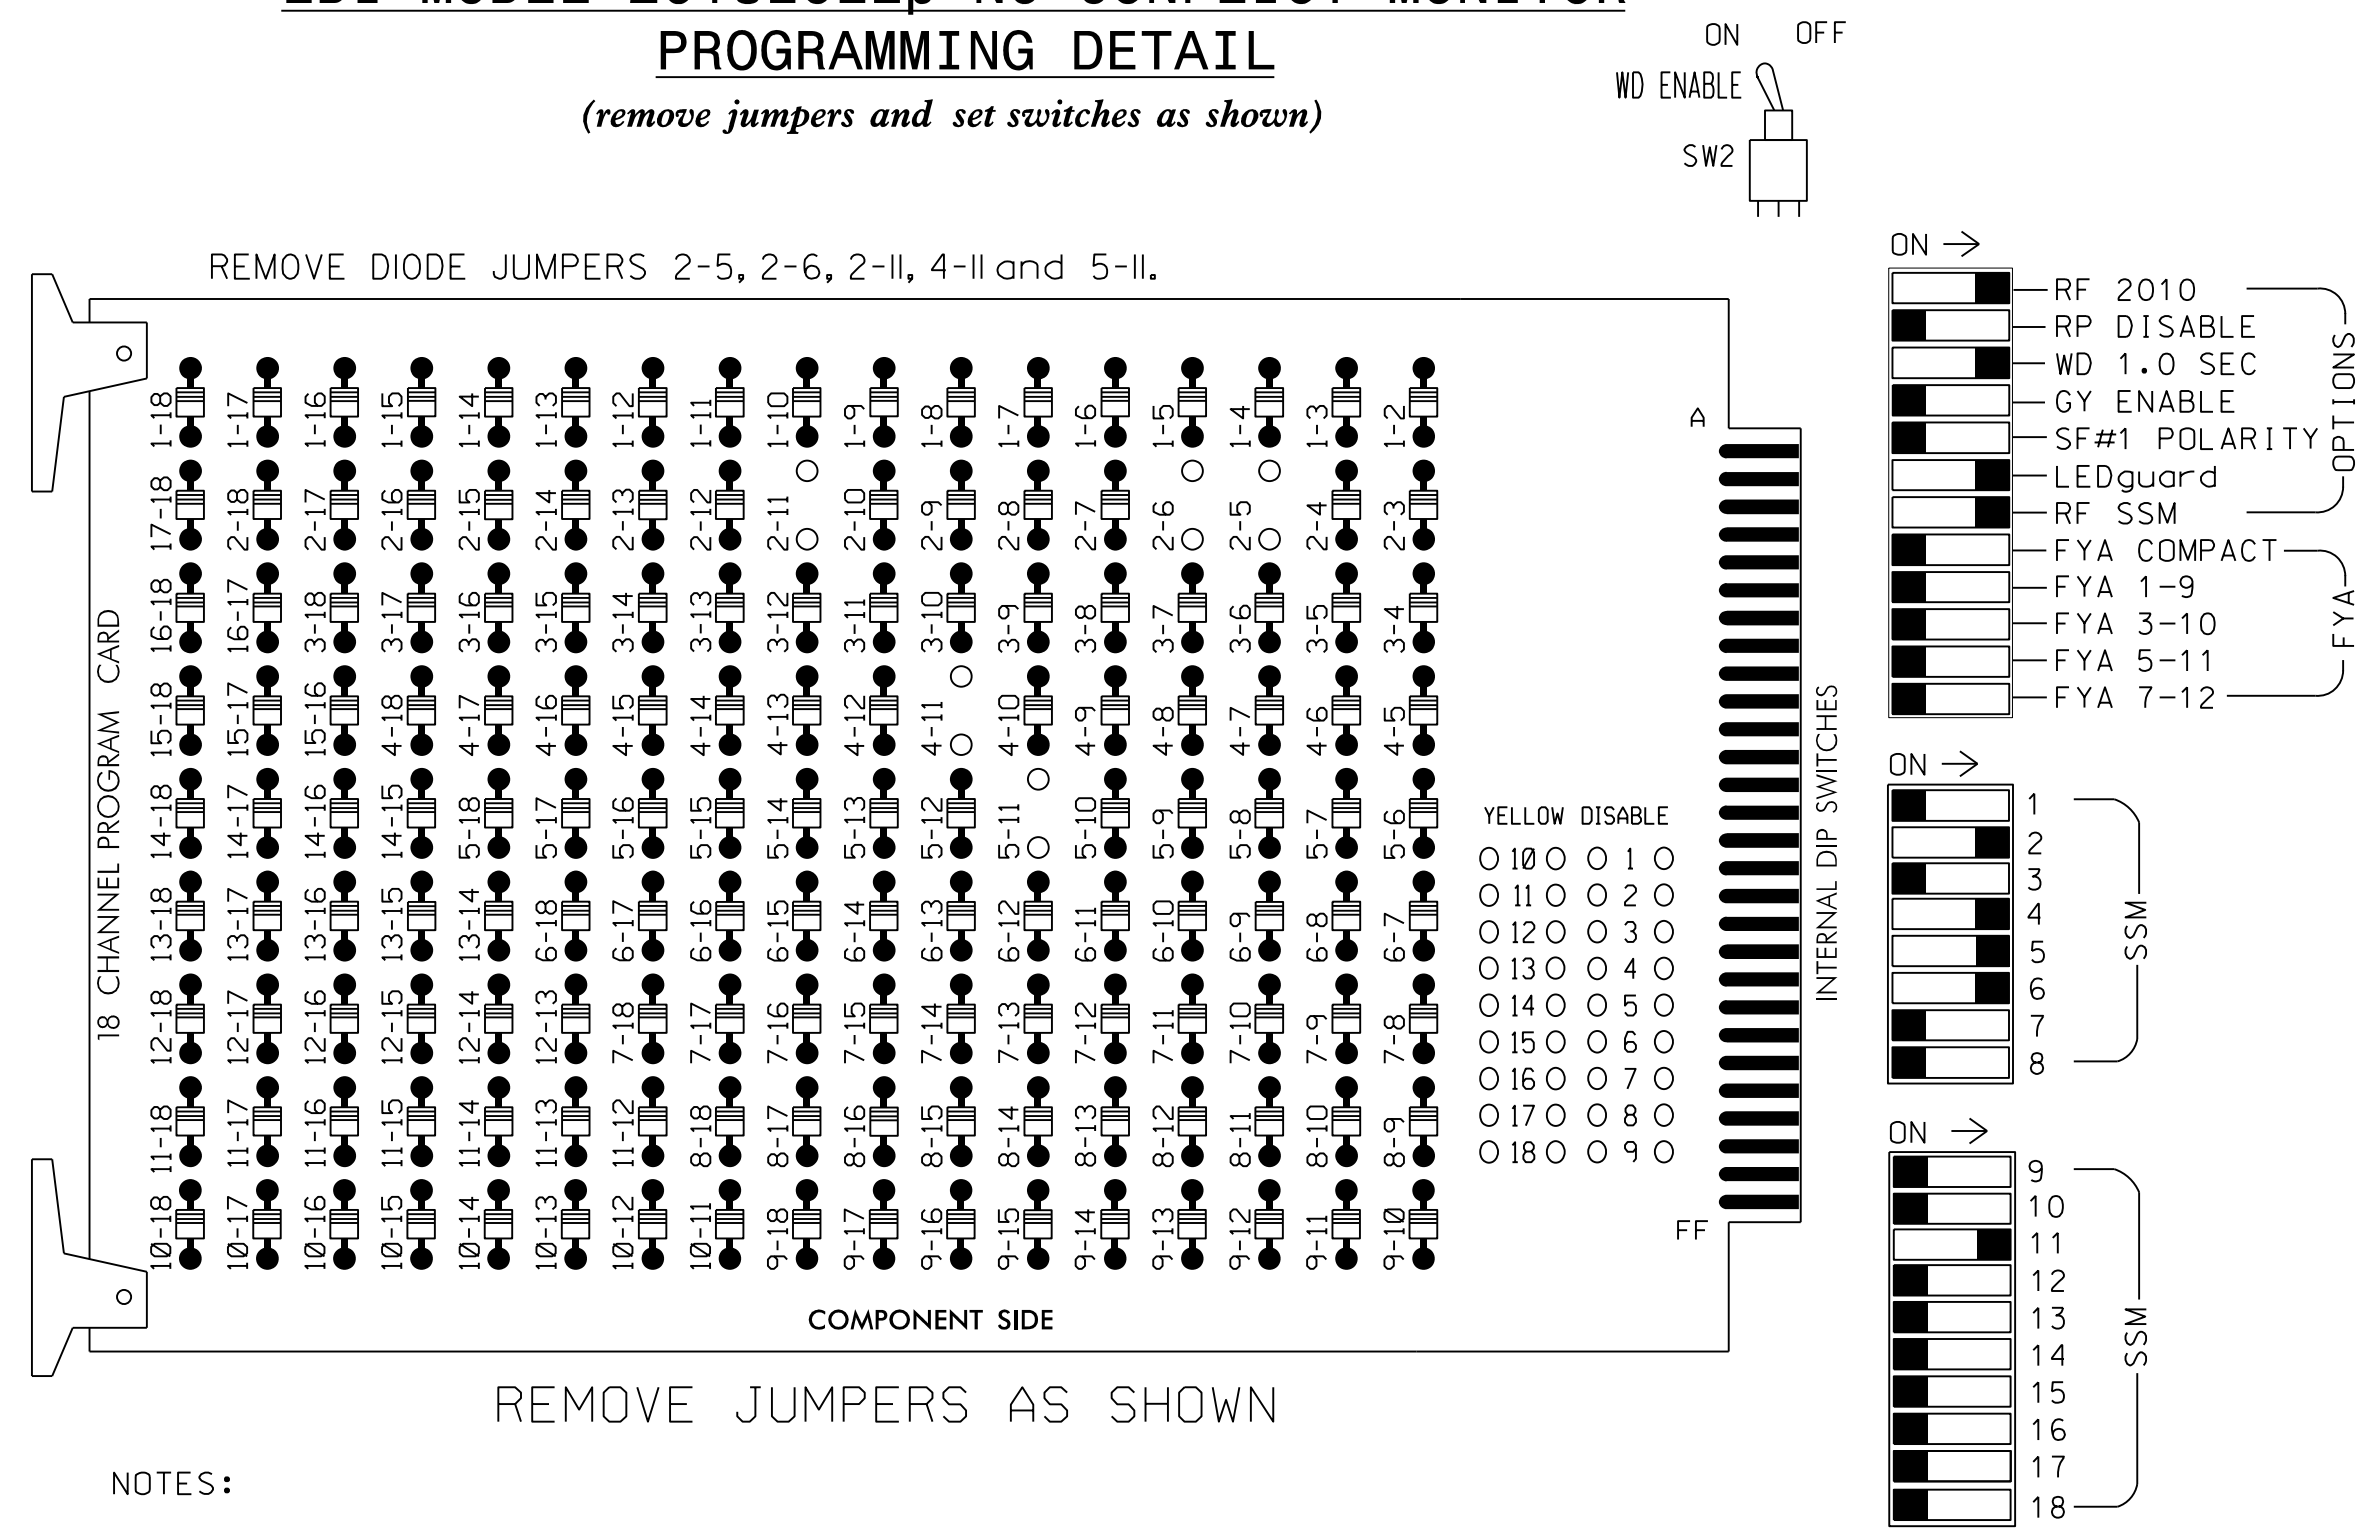 PROGRAMMING DETAIL
(remove jumpers and set switches as shown)
ON OFF
WD ENABLE
SW2
REMOVE DIODE JUMPERS 2-5, 2-6, 2-11, 4-11 and 5-11.
18 CHANNEL PROGRAM CARD
1-18 1-17 1-16 1-15 1-14 1-13 1-12 1-11 1-10 1-9 1-8 1-7 1-6 1-5 1-4 1-3 1-2
17-18 2-18 2-17 2-16 2-15 2-14 2-13 2-12 2-11 2-10 2-9 2-8 2-7 2-6 2-5 2-4 2-3
16-18 16-17 3-18 3-17 3-16 3-15 3-14 3-13 3-12 3-11 3-10 3-9 3-8 3-7 3-6 3-5 3-4
15-18 15-17 15-16 4-18 4-17 4-16 4-15 4-14 4-13 4-12 4-11 4-10 4-9 4-8 4-7 4-6 4-5
14-18 14-17 14-16 14-15 5-18 5-17 5-16 5-15 5-14 5-13 5-12 5-11 5-10 5-9 5-8 5-7 5-6
13-18 13-17 13-16 13-15 13-14 6-18 6-17 6-16 6-15 6-14 6-13 6-12 6-11 6-10 6-9 6-8 6-7
12-18 12-17 12-16 12-15 12-14 12-13 7-18 7-17 7-16 7-15 7-14 7-13 7-12 7-11 7-10 7-9 7-8
11-18 11-17 11-16 11-15 11-14 11-13 11-12 8-18 8-17 8-16 8-15 8-14 8-13 8-12 8-11 8-10 8-9
10-18 10-17 10-16 10-15 10-14 10-13 10-12 10-11 9-18 9-17 9-16 9-15 9-14 9-13 9-12 9-11 9-10
YELLOW DISABLE
10 1
11 2
12 3
13 4
14 5
15 6
16 7
17 8
18 9
A
FF
COMPONENT SIDE
REMOVE JUMPERS AS SHOWN
NOTES:
INTERNAL DIP SWITCHES
ON
RF 2010
RP DISABLE
WD 1.0 SEC
GY ENABLE
SF#1 POLARITY
LEDguard
RF SSM
OPTIONS
FYA COMPACT
FYA 1-9
FYA 3-10
FYA 5-11
FYA 7-12
FYA
ON
1
2
3
4
5
6
7
8
SSM
ON
9
10
11
12
13
14
15
16
17
18
SSM